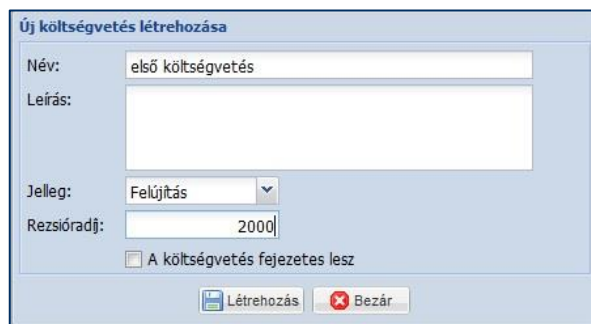 Új költségvetés létrehozása
Név: első költségvetés
Leírás:
Jelleg: Felújítás
Rezsióradíj: 2000
A költségvetés fejezetes lesz
Létrehozás Bezár